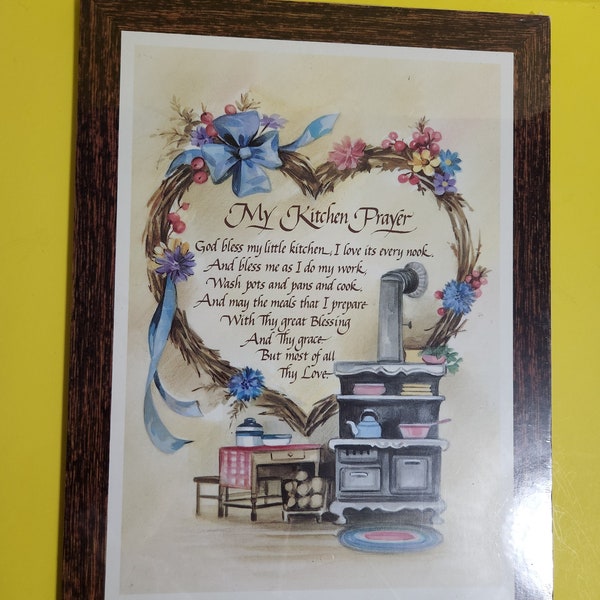 My Kitchen Prayer
God bless my little kitchen, I love its every nook,
And bless me as I do my work,
Wash pots and pans and cook.
And may the meals that I prepare
With Thy great Blessing
And Thy grace
But most of all
Thy Love.